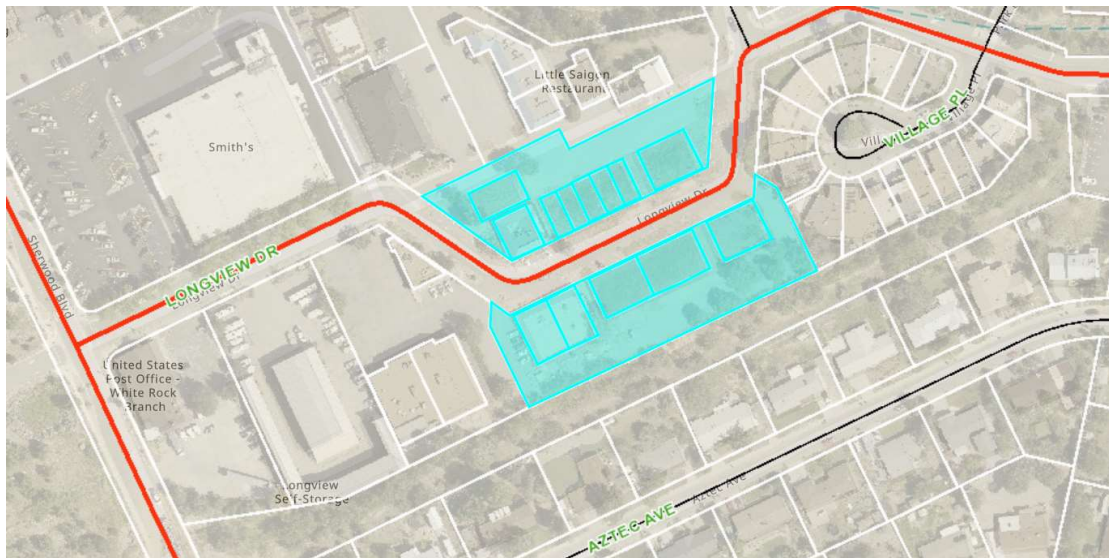 Little Saigon
Restaurant
Smith's
VILLAGE PL
Longview Dr
LONGVIEW DR
Longview Dr
Sherwood Blvd
United States
Post Office -
White Rock
Branch
Longview
Self-Storage
Aztec Ave
AZTEC AVE